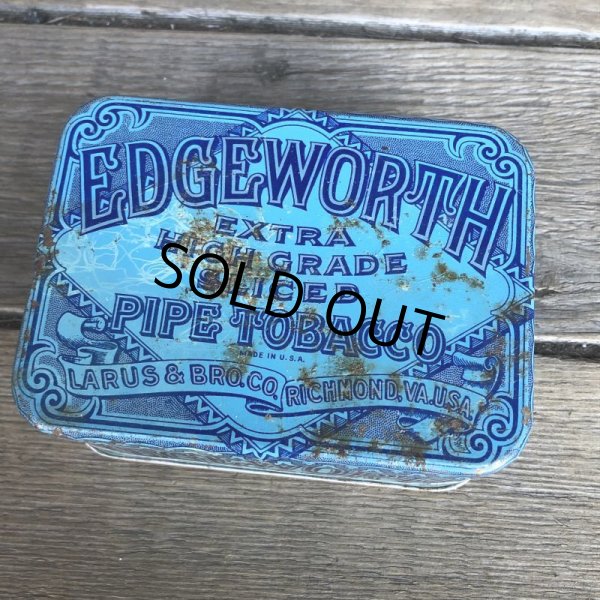 EDGEWORTH
EXTRA
HIGH GRADE
SLICED
PIPE TOBACCO
MADE IN U.S.A.
LARUS & BRO. CO. RICHMOND, VA. U.S.A.
SOLD OUT